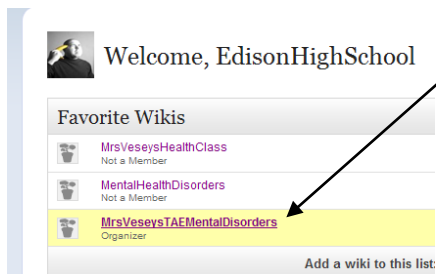 Welcome, EdisonHighSchool
Favorite Wikis
MrsVeseysHealthClass
Not a Member
MentalHealthDisorders
Not a Member
MrsVeseysTAEMentalDisorders
Organizer
Add a wiki to this list: